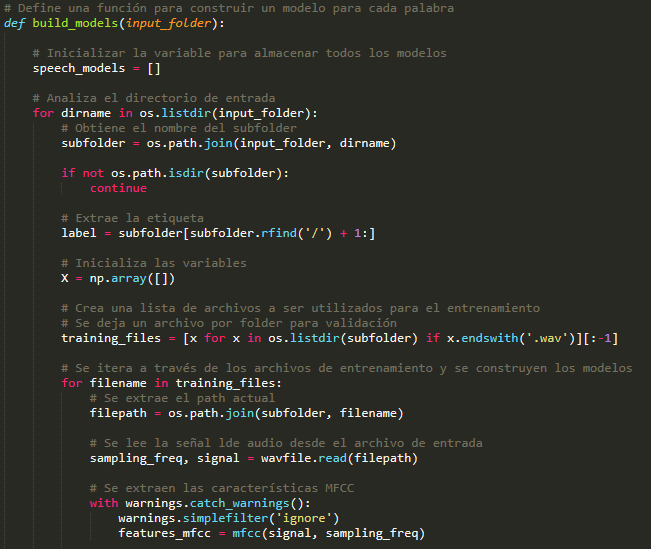 # Define una función para construir un modelo para cada palabra
def build_models(input_folder):
# Inicializar la variable para almacenar todos los modelos
speech_models = []
# Analiza el directorio de entrada
for dirname in os.listdir(input_folder):
# Obtiene el nombre del subfolder
subfolder = os.path.join(input_folder, dirname)
if not os.path.isdir(subfolder):
continue
# Extrae la etiqueta
label = subfolder[subfolder.rfind('/') + 1:]
# Inicializa las variables
X = np.array([])
# Crea una lista de archivos a ser utilizados para el entrenamiento
# Se deja un archivo por folder para validación
training_files = [x for x in os.listdir(subfolder) if x.endswith('.wav')][:-1]
# Se itera a través de los archivos de entrenamiento y se construyen los modelos
for filename in training_files:
# Se extrae el path actual
filepath = os.path.join(subfolder, filename)
# Se lee la señal lde audio desde el archivo de entrada
sampling_freq, signal = wavfile.read(filepath)
# Se extraen las características MFCC
with warnings.catch_warnings():
warnings.simplefilter('ignore')
features_mfcc = mfcc(signal, sampling_freq)